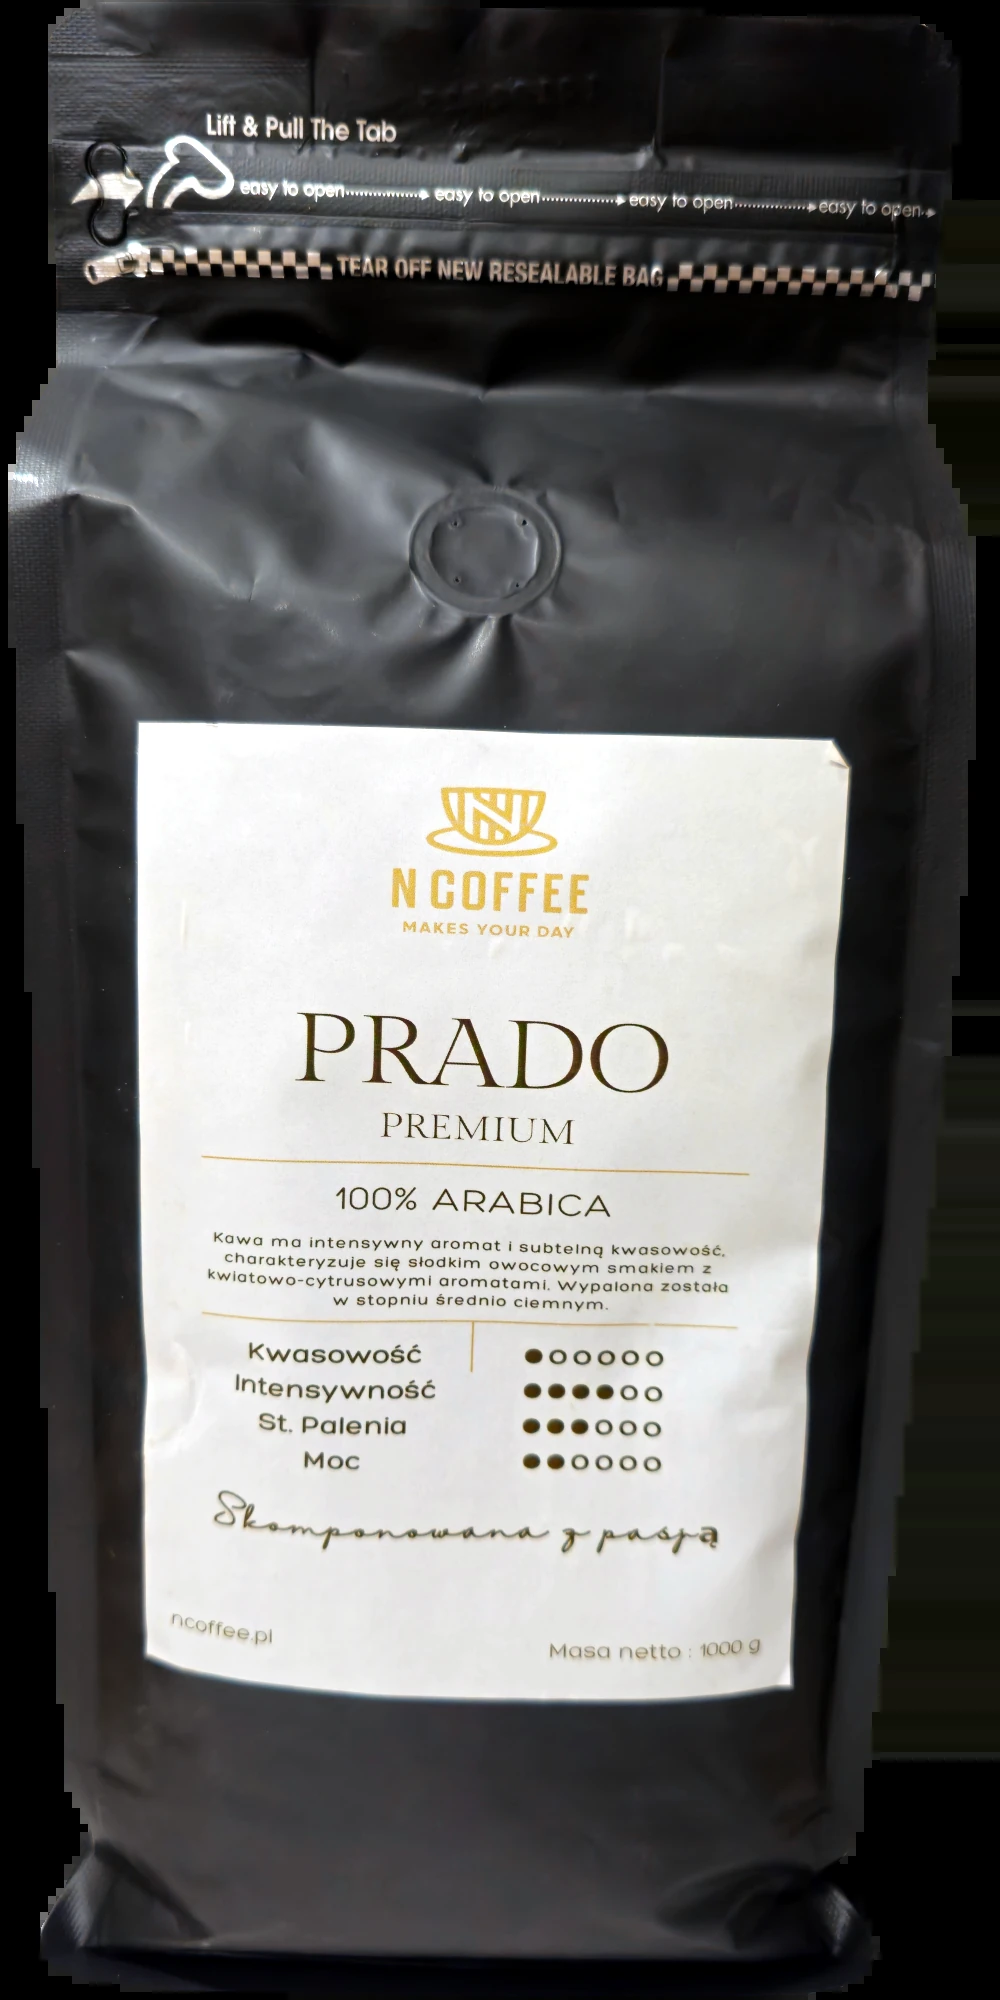 Lift & Pull The Tab
easy to open easy to open easy to open easy to open
TEAR OFF NEW RESEALABLE BAG
N COFFEE
MAKES YOUR DAY
PRADO
PREMIUM
100% ARABICA
Kawa ma intensywny aromat i subtelną kwasowość,
charakteryzuje się słodkim owocowym smakiem z
kwiatowo-cytrusowymi aromatami. Wypalona została
w stopniu średnio ciemnym.
Kwasowość
Intensywność
St. Palenia
Moc
Skomponowana z pasją
ncoffee.pl
Masa netto : 1000 g